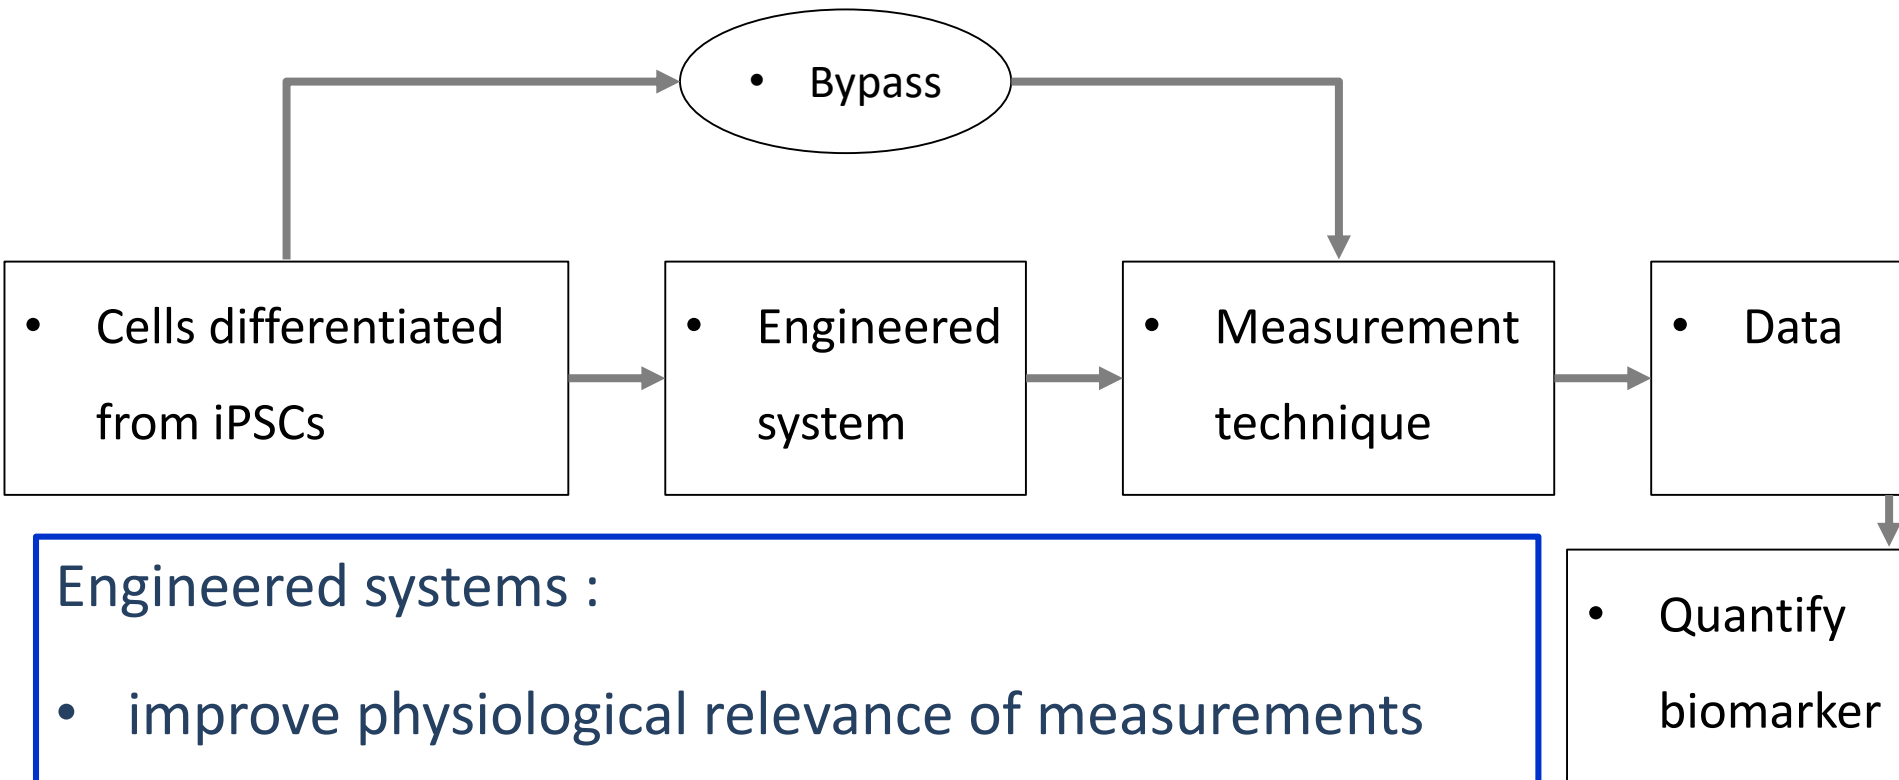 • Bypass
• Cells differentiated
from iPSCs
• Engineered
system
• Measurement
technique
• Data
Engineered systems :
• improve physiological relevance of measurements
• Quantify
biomarker